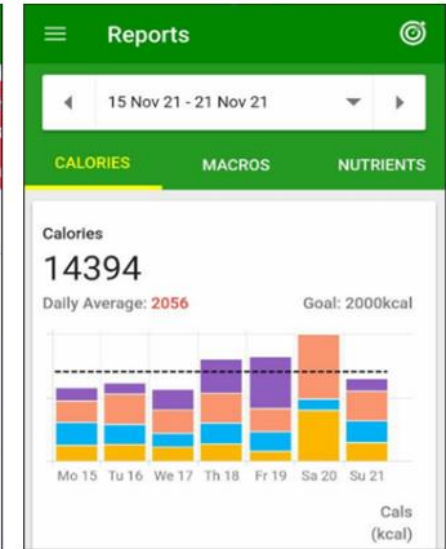 Reports
15 Nov 21 - 21 Nov 21
CALORIES MACROS NUTRIENTS
Calories
14394
Daily Average: 2056 Goal: 2000kcal
Mo 15 Tu 16 We 17 Th 18 Fr 19 Sa 20 Su 21
Cals
(kcal)